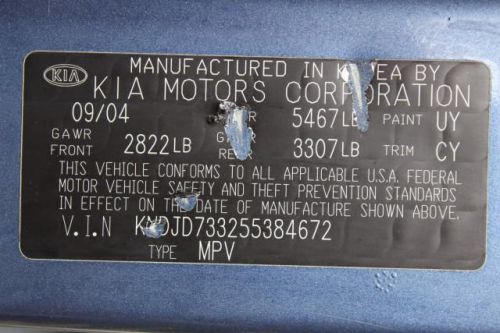 KIA
MANUFACTURED IN KOREA BY
KIA MOTORS CORPORATION
09/04 5467LB PAINT UY
GAWR
FRONT 2822LB 3307LB TRIM CY
THIS VEHICLE CONFORMS TO ALL APPLICABLE U.S.A. FEDERAL
MOTOR VEHICLE SAFETY AND THEFT PREVENTION STANDARDS
IN EFFECT ON THE DATE OF MANUFACTURE SHOWN ABOVE.
V.I.N KNDJD733255384672
TYPE MPV